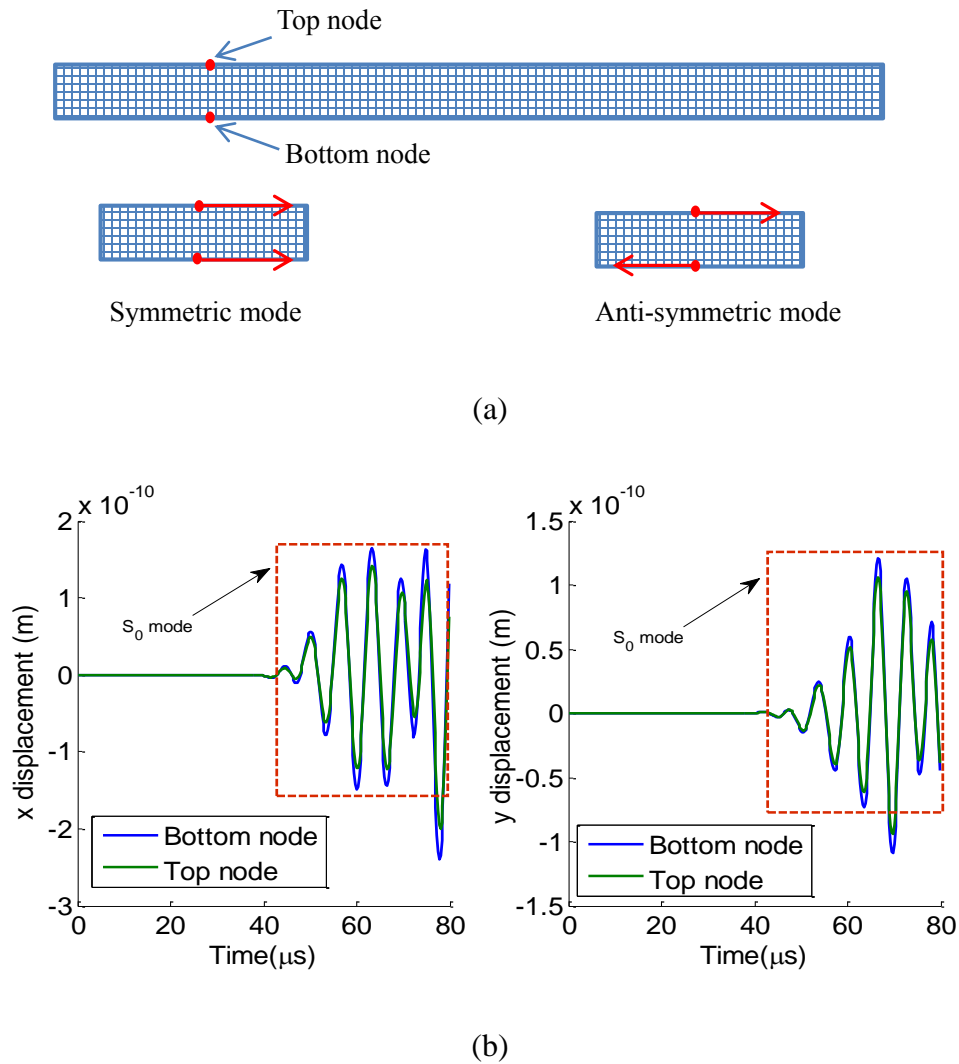 Top node
Bottom node
Symmetric mode
Anti-symmetric mode
(a)
x 10^-10
2
1
0
-1
-2
-3
x displacement (m)
S_0 mode
Bottom node
Top node
0 20 40 60 80
Time(μs)
x 10^-10
1.5
1
0.5
0
-0.5
-1
-1.5
y displacement (m)
S_0 mode
Bottom node
Top node
0 20 40 60 80
Time(μs)
(b)